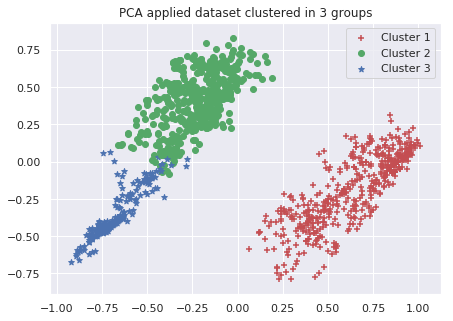 PCA applied dataset clustered in 3 groups
Cluster 1
Cluster 2
Cluster 3
0.75
0.50
0.25
0.00
−0.25
−0.50
−0.75
−1.00 −0.75 −0.50 −0.25 0.00 0.25 0.50 0.75 1.00